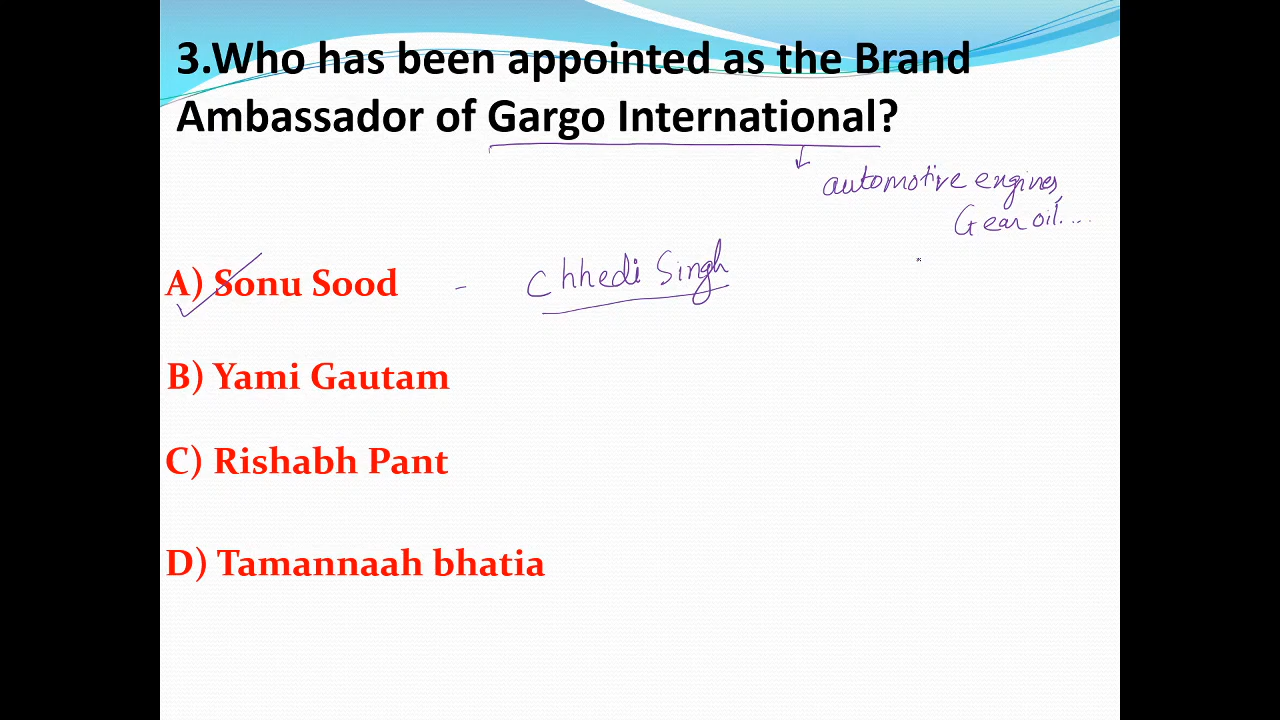 3.Who has been appointed as the Brand
Ambassador of Gargo International?
automotive engines,
Gear oil....
A) Sonu Sood - Chhedi Singh
B) Yami Gautam
C) Rishabh Pant
D) Tamannaah bhatia